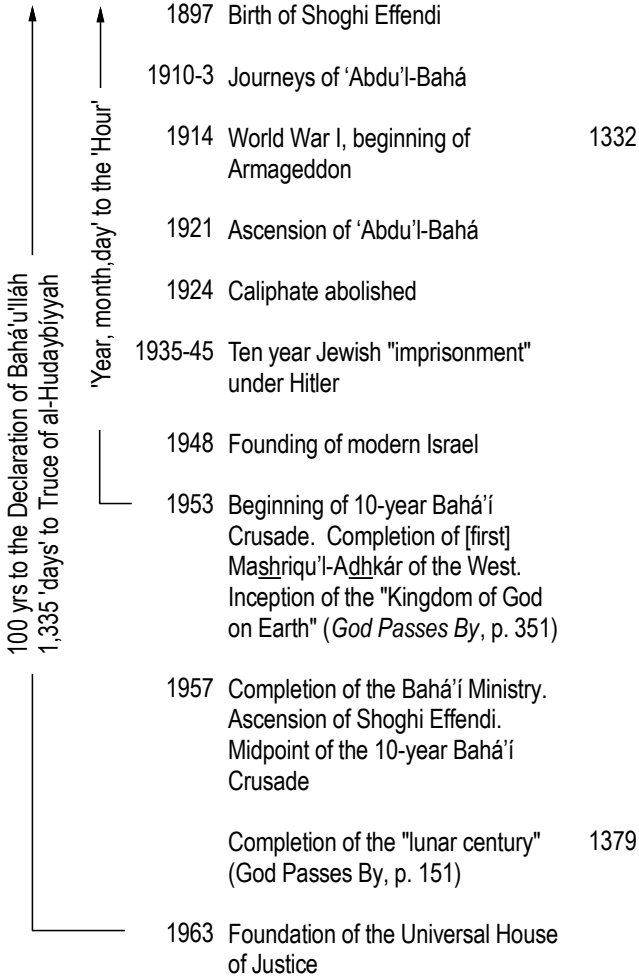 1897 Birth of Shoghi Effendi
1910-3 Journeys of ‘Abdu’l-Bahá
1914 World War I, beginning of 1332
Armageddon
1921 Ascension of ‘Abdu’l-Bahá
1924 Caliphate abolished
1935-45 Ten year Jewish "imprisonment"
under Hitler
1948 Founding of modern Israel
1953 Beginning of 10-year Bahá’í
Crusade. Completion of [first]
Mashriqu’l-Adhkár of the West.
Inception of the "Kingdom of God
on Earth" (God Passes By, p. 351)
1957 Completion of the Bahá’í Ministry.
Ascension of Shoghi Effendi.
Midpoint of the 10-year Bahá’í
Crusade
Completion of the "lunar century" 1379
(God Passes By, p. 151)
1963 Foundation of the Universal House
of Justice
100 yrs to the Declaration of Bahá'u'lláh
1,335 'days' to Truce of al-Hudaybíyyah
'Year, month,day' to the 'Hour'